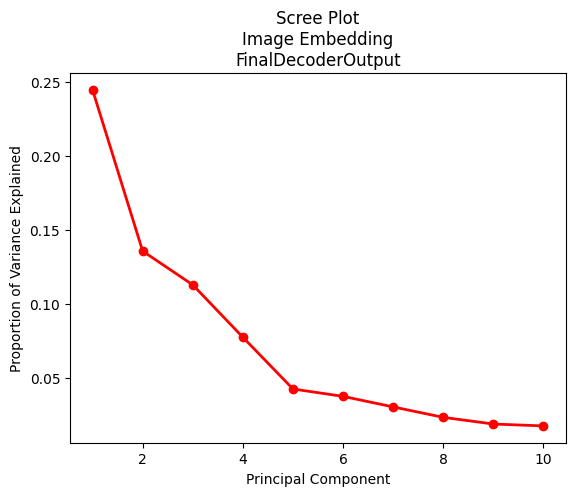 Scree Plot
Image Embedding
FinalDecoderOutput
Proportion of Variance Explained
0.25
0.20
0.15
0.10
0.05
2 4 6 8 10
Principal Component